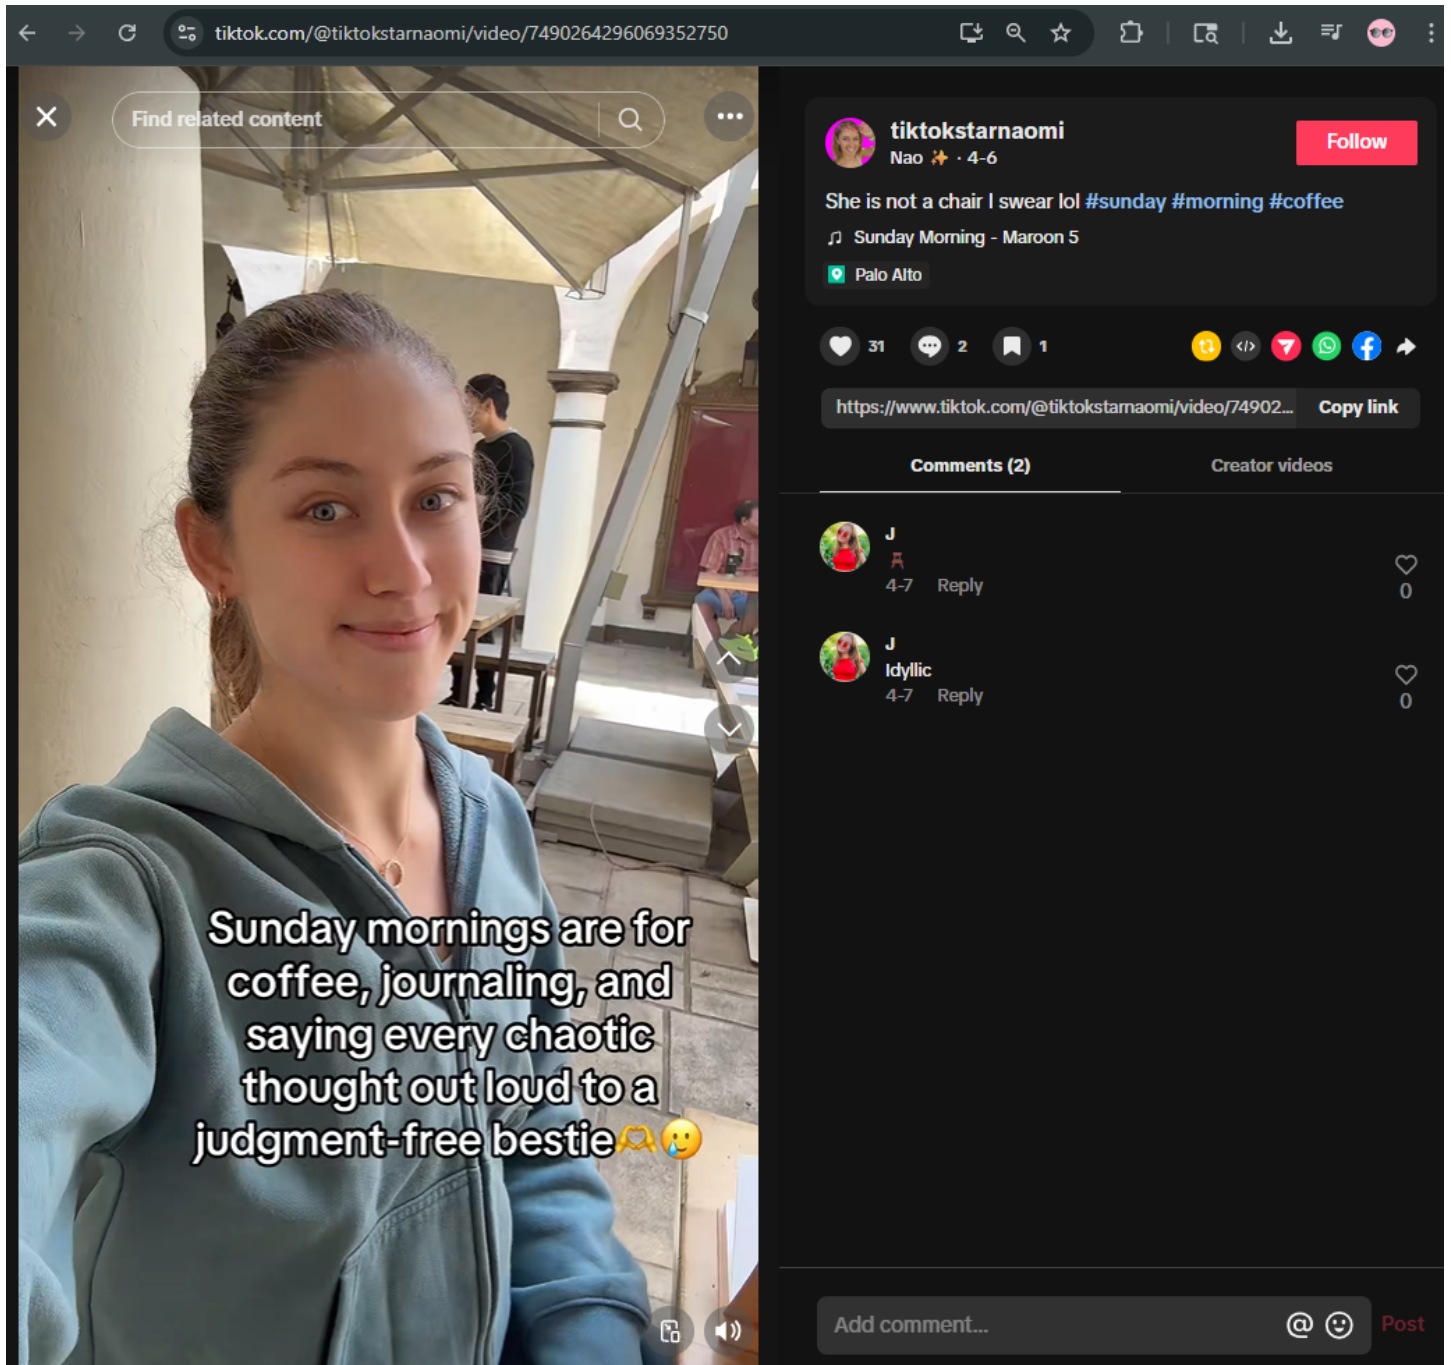 tiktok.com/@tiktokstarnaomi/video/7490264296069352750
Find related content
Sunday mornings are for
coffee, journaling, and
saying every chaotic
thought out loud to a
judgment-free bestie🫶🥲
tiktokstarnaomi
Nao ✨ · 4-6
Follow
She is not a chair I swear lol #sunday #morning #coffee
Sunday Morning - Maroon 5
Palo Alto
31
2
1
https://www.tiktok.com/@tiktokstarnaomi/video/74902...
Copy link
Comments (2)
Creator videos
J
4-7 Reply
0
J
Idyllic
4-7 Reply
0
Add comment...
Post